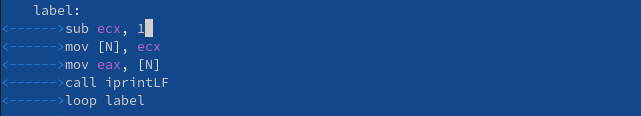 label:
<------>sub ecx, 1
<------>mov [N], ecx
<------>mov eax, [N]
<------>call iprintLF
<------>loop label